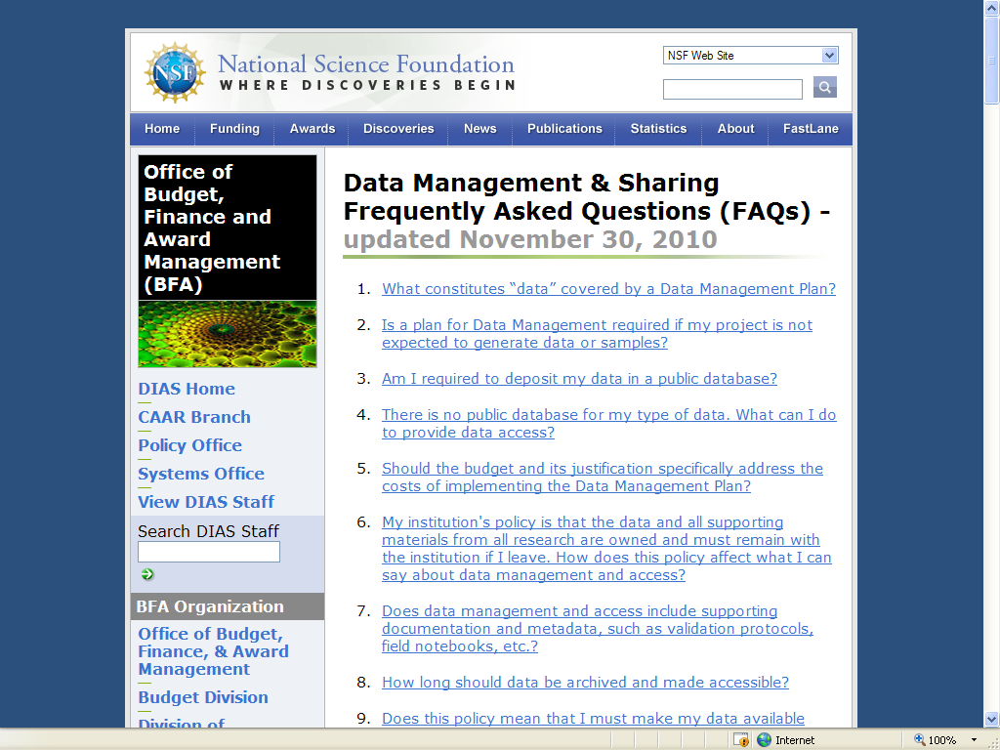 NSF
National Science Foundation
WHERE DISCOVERIES BEGIN
NSF Web Site
Home Funding Awards Discoveries News Publications Statistics About FastLane
Office of
Budget,
Finance and
Award
Management
(BFA)
DIAS Home
CAAR Branch
Policy Office
Systems Office
View DIAS Staff
Search DIAS Staff
BFA Organization
Office of Budget,
Finance, & Award
Management
Budget Division
Division of
Data Management & Sharing
Frequently Asked Questions (FAQs) -
updated November 30, 2010
1. What constitutes “data” covered by a Data Management Plan?
2. Is a plan for Data Management required if my project is not
expected to generate data or samples?
3. Am I required to deposit my data in a public database?
4. There is no public database for my type of data. What can I do
to provide data access?
5. Should the budget and its justification specifically address the
costs of implementing the Data Management Plan?
6. My institution's policy is that the data and all supporting
materials from all research are owned and must remain with
the institution if I leave. How does this policy affect what I can
say about data management and access?
7. Does data management and access include supporting
documentation and metadata, such as validation protocols,
field notebooks, etc.?
8. How long should data be archived and made accessible?
9. Does this policy mean that I must make my data available
Internet
100%